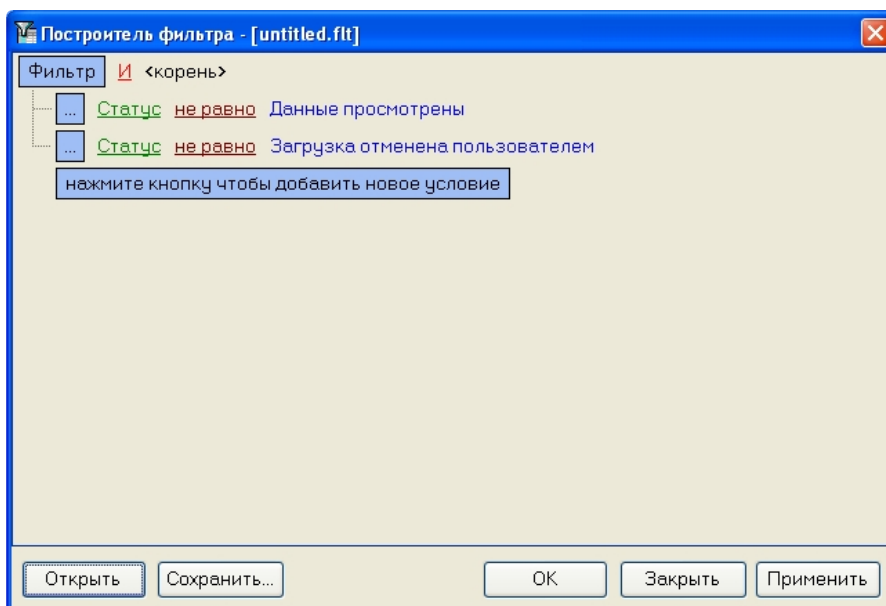 Построитель фильтра - [untitled.flt]
Фильтр И <корень>
... Статус не равно Данные просмотрены
... Статус не равно Загрузка отменена пользователем
нажмите кнопку чтобы добавить новое условие
Открыть Сохранить... OK Закрыть Применить